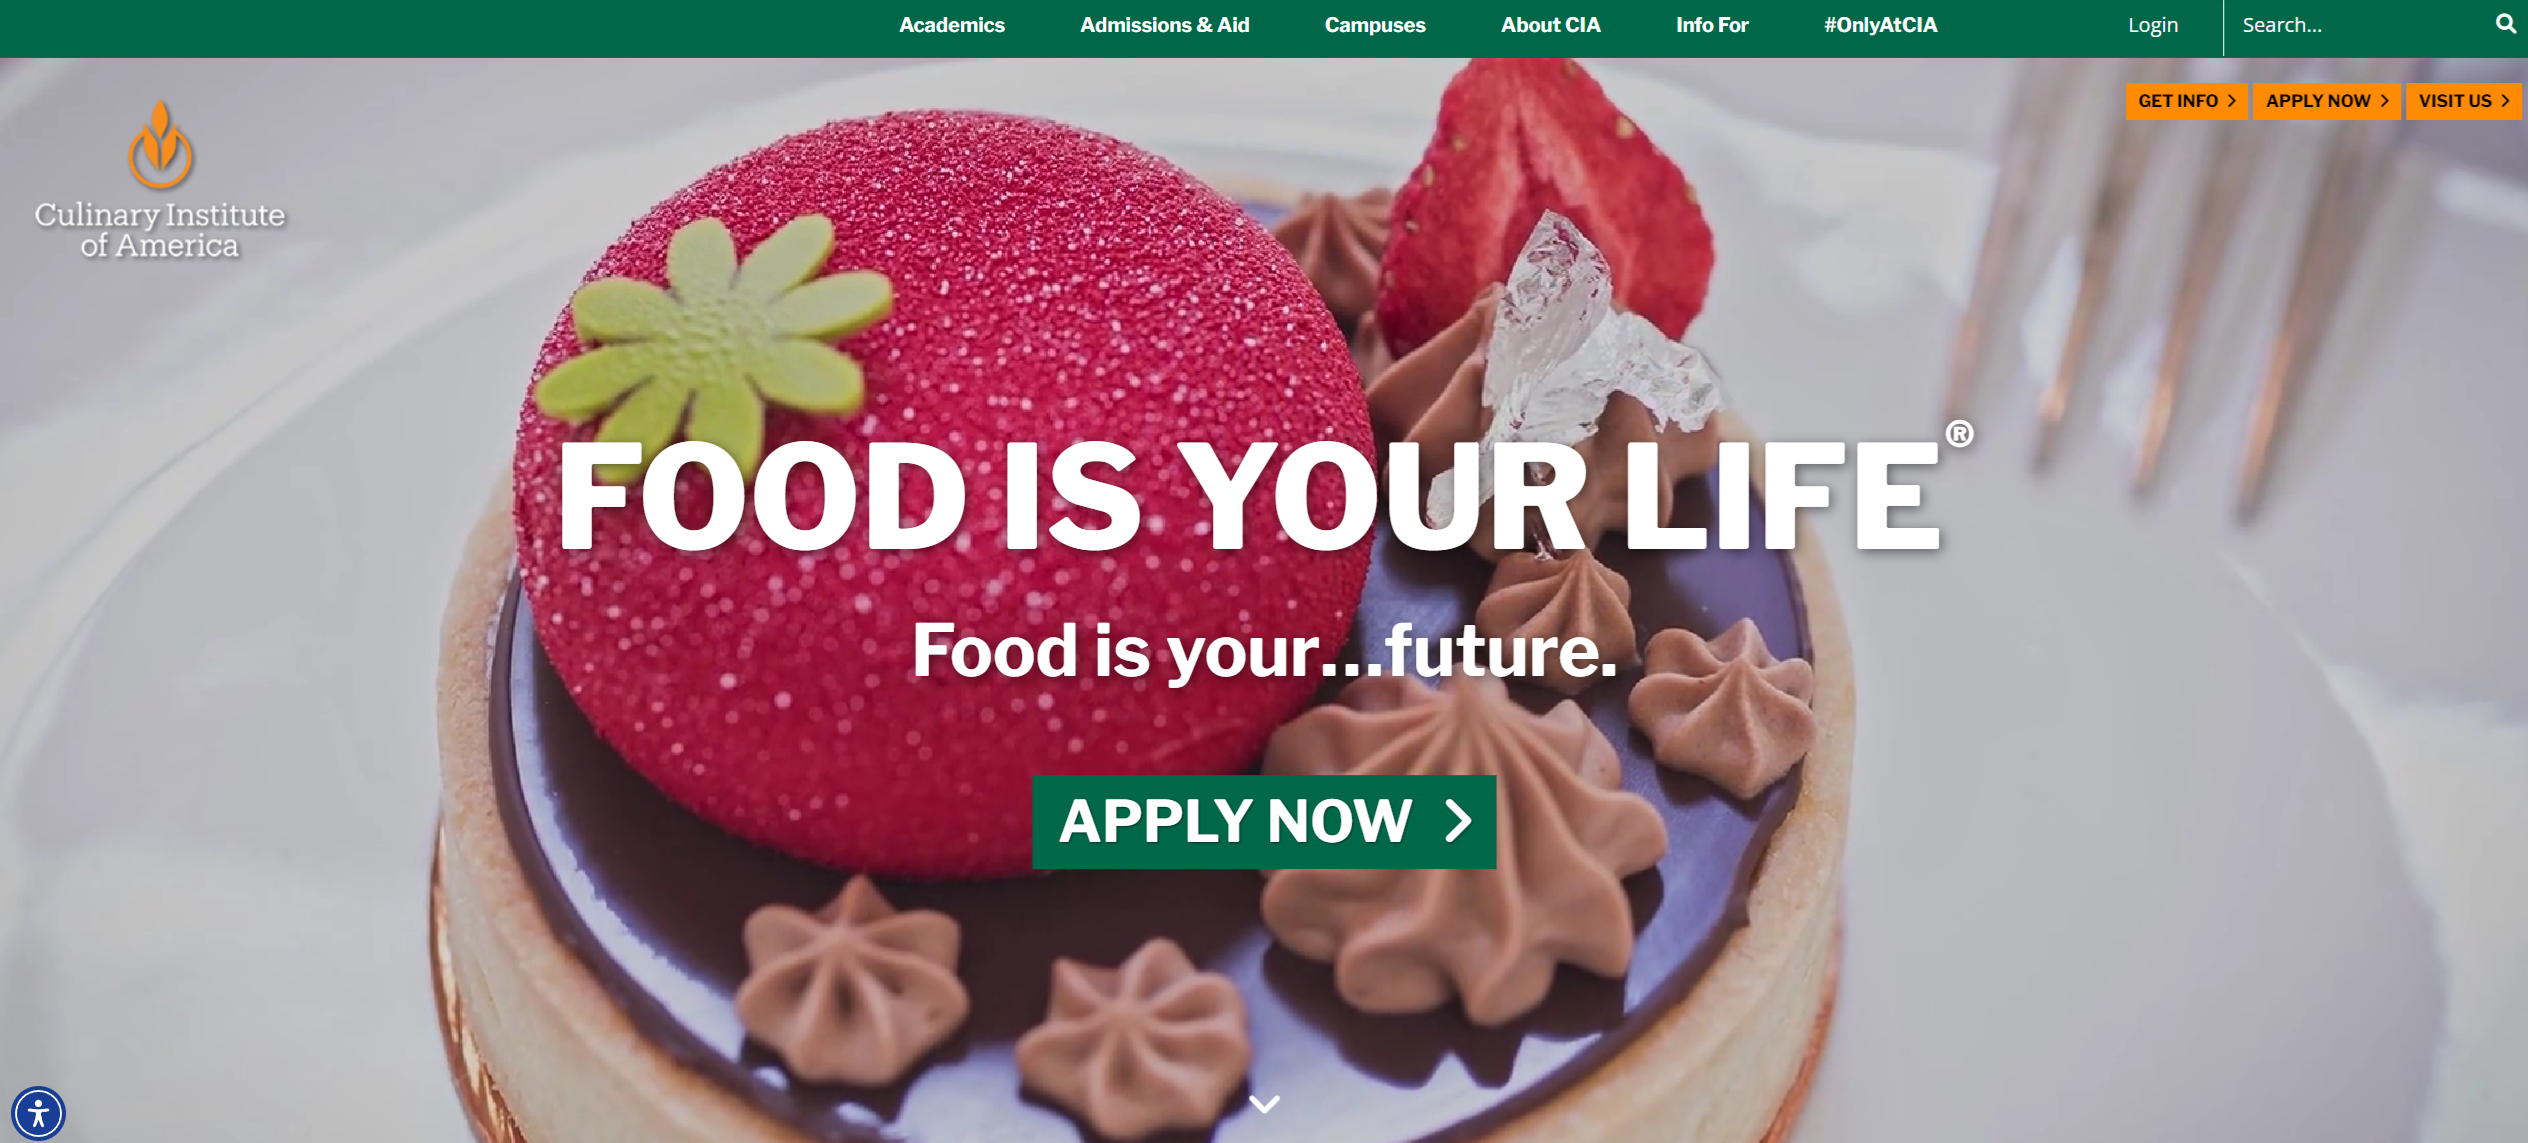 Academics
Admissions & Aid
Campuses
About CIA
Info For
#OnlyAtCIA
Login
Search...
GET INFO
APPLY NOW
VISIT US
Culinary Institute
of America
FOOD IS YOUR LIFE®
Food is your...future.
APPLY NOW